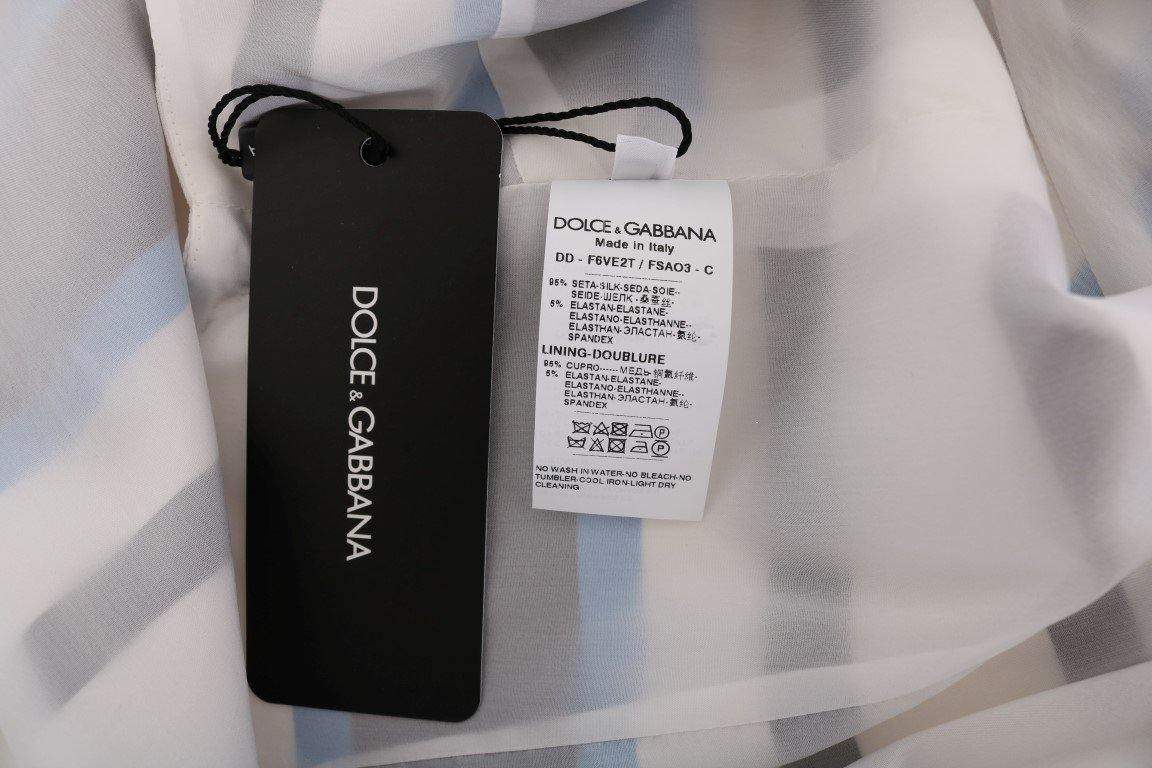 DOLCE & GABBANA
DOLCE & GABBANA
Made in Italy
DD - F6VE2T / FSAO3 - C
95% SETA-SILK-SEDA-SOIE--
SEIDE-ШЕЛК -桑蚕丝-
5% ELASTAN-ELASTANE-
ELASTANO-ELASTHANNE--
ELASTHAN-ЭЛАСТАН-氨纶-
SPANDEX
LINING-DOUBLURE
95% CUPRO------МЕДЬ-铜氨纤维-
5% ELASTAN-ELASTANE-
ELASTANO-ELASTHANNE--
ELASTHAN-ЭЛАСТАН-氨纶-
SPANDEX
P
P
NO WASH IN WATER-NO BLEACH-NO
TUMBLER-COOL IRON-LIGHT DRY
CLEANING